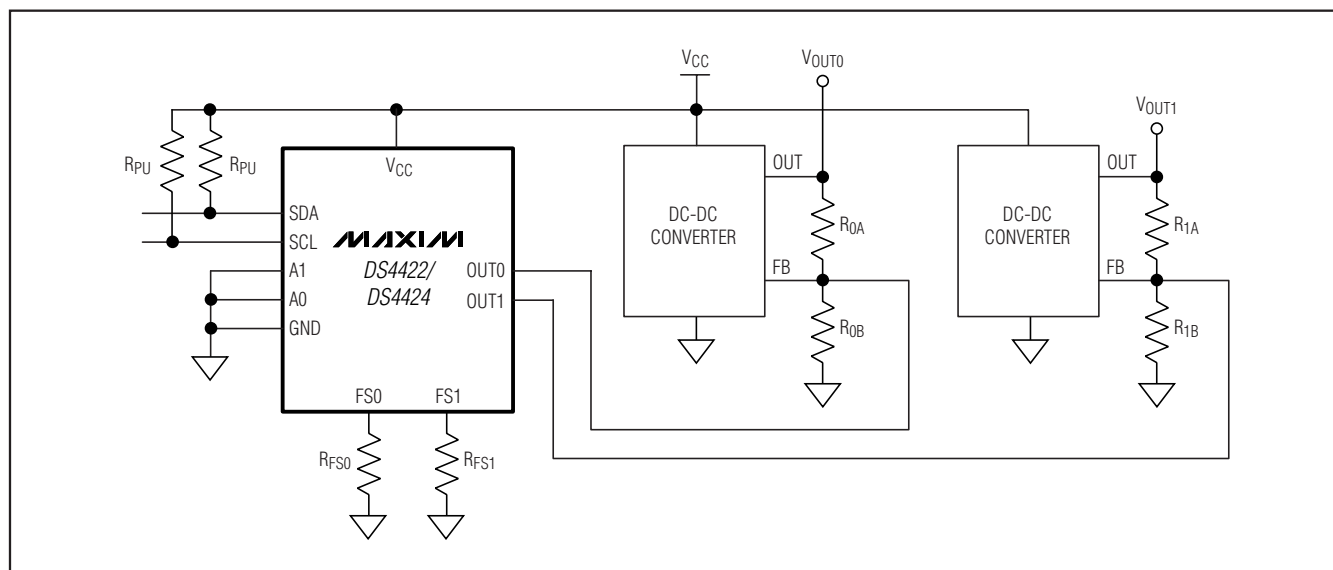 VCC
VOUT0
VOUT1
RPU
RPU
VCC
SDA
SCL
A1
A0
GND
MAXIM
DS4422/
DS4424
OUT0
OUT1
FS0
FS1
RFS0
RFS1
DC-DC
CONVERTER
OUT
FB
R0A
R0B
DC-DC
CONVERTER
OUT
FB
R1A
R1B